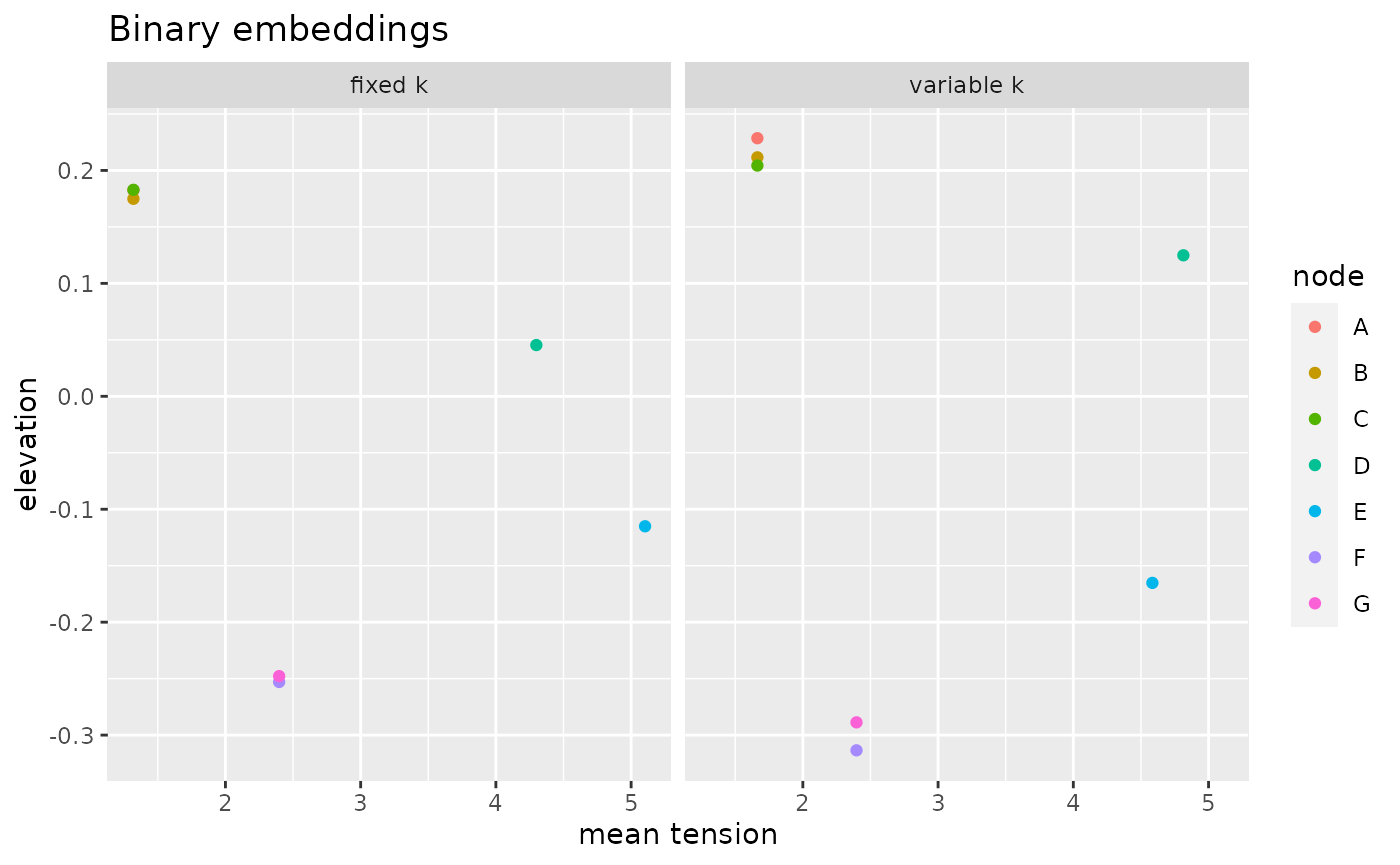 Binary embeddings
fixed k
variable k
0.2
0.1
0.0
-0.1
-0.2
-0.3
elevation
2
3
4
5
2
3
4
5
mean tension
node
A
B
C
D
E
F
G